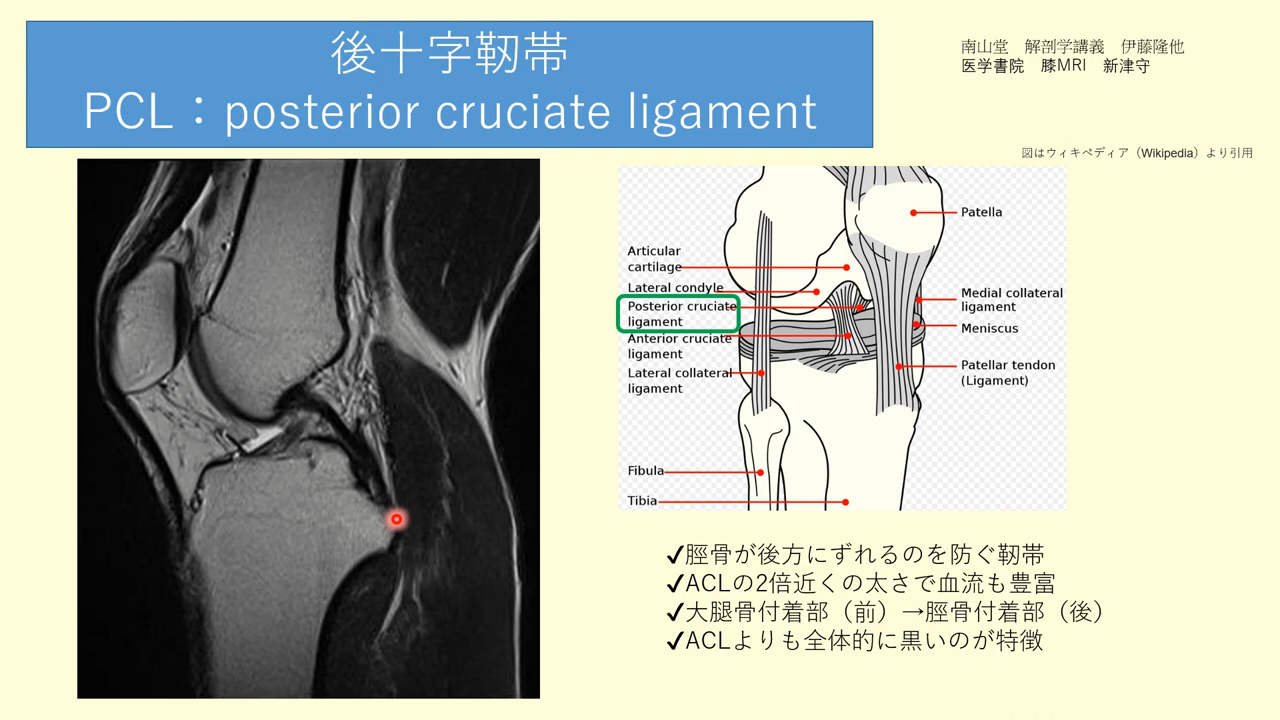 後十字靭帯
PCL：posterior cruciate ligament
南山堂　解剖学講義　伊藤隆他
医学書院　膝MRI　新津守
図はウィキペディア（Wikipedia）より引用
Articular
cartilage
Lateral condyle
Posterior cruciate
ligament
Anterior cruciate
ligament
Lateral collateral
ligament
Fibula
Tibia
Patella
Medial collateral
ligament
Meniscus
Patellar tendon
(Ligament)
✓脛骨が後方にずれるのを防ぐ靭帯
✓ACLの2倍近くの太さで血流も豊富
✓大腿骨付着部（前）→脛骨付着部（後）
✓ACLよりも全体的に黒いのが特徴